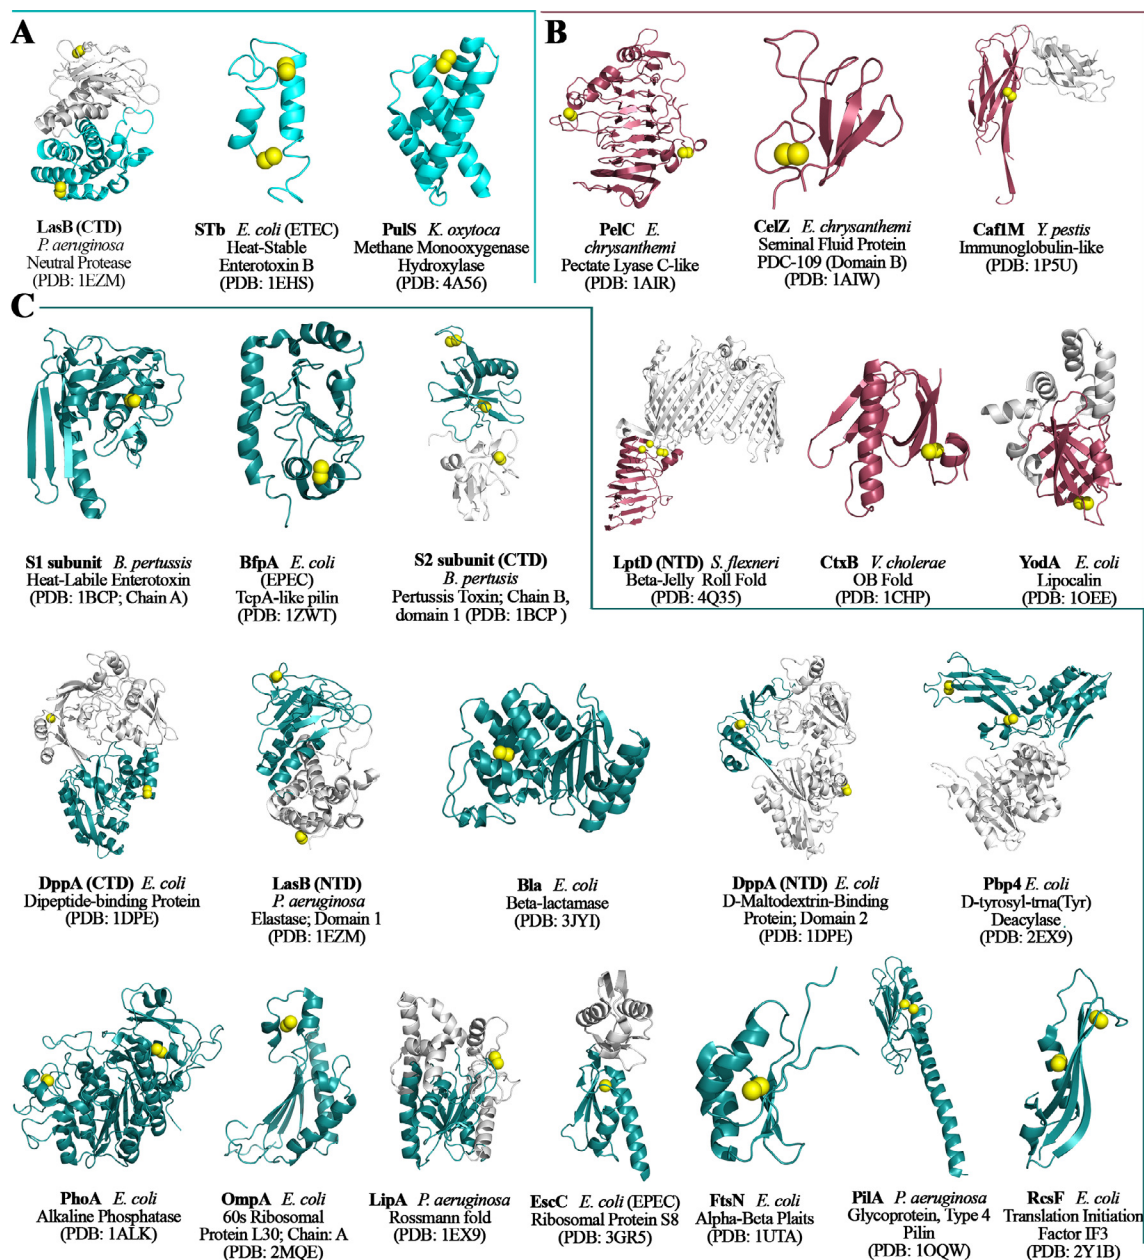 A
B
LasB (CTD)
P. aeruginosa
Neutral Protease
(PDB: 1EZM)
STb E. coli (ETEC)
Heat-Stable
Enterotoxin B
(PDB: 1EHS)
PulS K. oxytoca
Methane Monooxygenase
Hydroxylase
(PDB: 4A56)
PelC E.
chrysanthemi
Pectate Lyase C-like
(PDB: 1AIR)
CelZ E. chrysanthemi
Seminal Fluid Protein
PDC-109 (Domain B)
(PDB: 1AIW)
Caf1M Y. pestis
Immunoglobulin-like
(PDB: 1P5U)
C
S1 subunit B. pertussis
Heat-Labile Enterotoxin
(PDB: 1BCP; Chain A)
BfpA E. coli
(EPEC)
TcpA-like pilin
(PDB: 1ZWT)
S2 subunit (CTD)
B. pertusis
Pertussis Toxin; Chain B,
domain 1 (PDB: 1BCP )
LptD (NTD) S. flexneri
Beta-Jelly Roll Fold
(PDB: 4Q35)
CtxB V. cholerae
OB Fold
(PDB: 1CHP)
YodA E. coli
Lipocalin
(PDB: 1OEE)
DppA (CTD) E. coli
Dipeptide-binding Protein
(PDB: 1DPE)
LasB (NTD)
P. aeruginosa
Elastase; Domain 1
(PDB: 1EZM)
Bla E. coli
Beta-lactamase
(PDB: 3JYI)
DppA (NTD) E. coli
D-Maltodextrin-Binding
Protein; Domain 2
(PDB: 1DPE)
Pbp4 E. coli
D-tyrosyl-trna(Tyr)
Deacylase
(PDB: 2EX9)
PhoA E. coli
Alkaline Phosphatase
(PDB: 1ALK)
OmpA E. coli
60s Ribosomal
Protein L30; Chain: A
(PDB: 2MQE)
LipA P. aeruginosa
Rossmann fold
(PDB: 1EX9)
EscC E. coli (EPEC)
Ribosomal Protein S8
(PDB: 3GR5)
FtsN E. coli
Alpha-Beta Plaits
(PDB: 1UTA)
PilA P. aeruginosa
Glycoprotein, Type 4
Pilin
(PDB: 1OQW)
RcsF E. coli
Translation Initiation
Factor IF3
(PDB: 2Y1B)